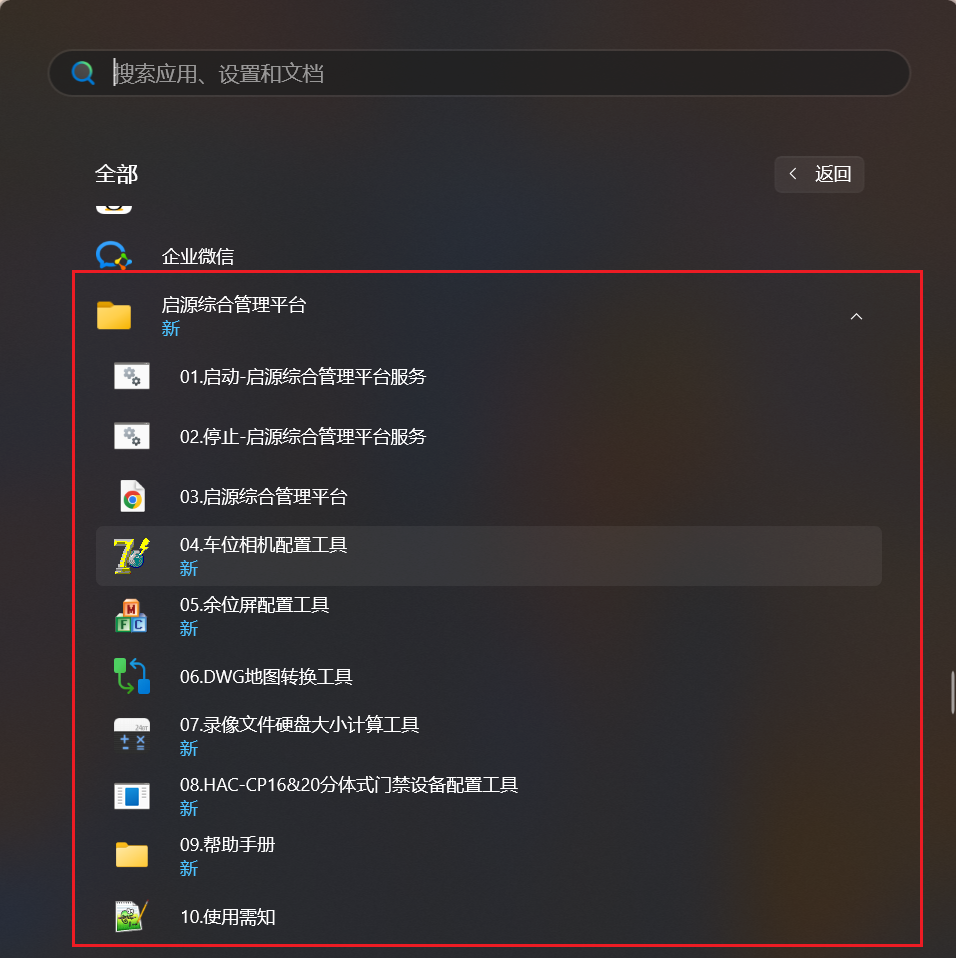 搜索应用、设置和文档
全部
返回
企业微信
启源综合管理平台
新
01.启动-启源综合管理平台服务
02.停止-启源综合管理平台服务
03.启源综合管理平台
04.车位相机配置工具
新
05.余位屏配置工具
新
06.DWG地图转换工具
07.录像文件硬盘大小计算工具
新
08.HAC-CP16&20分体式门禁设备配置工具
新
09.帮助手册
新
10.使用需知